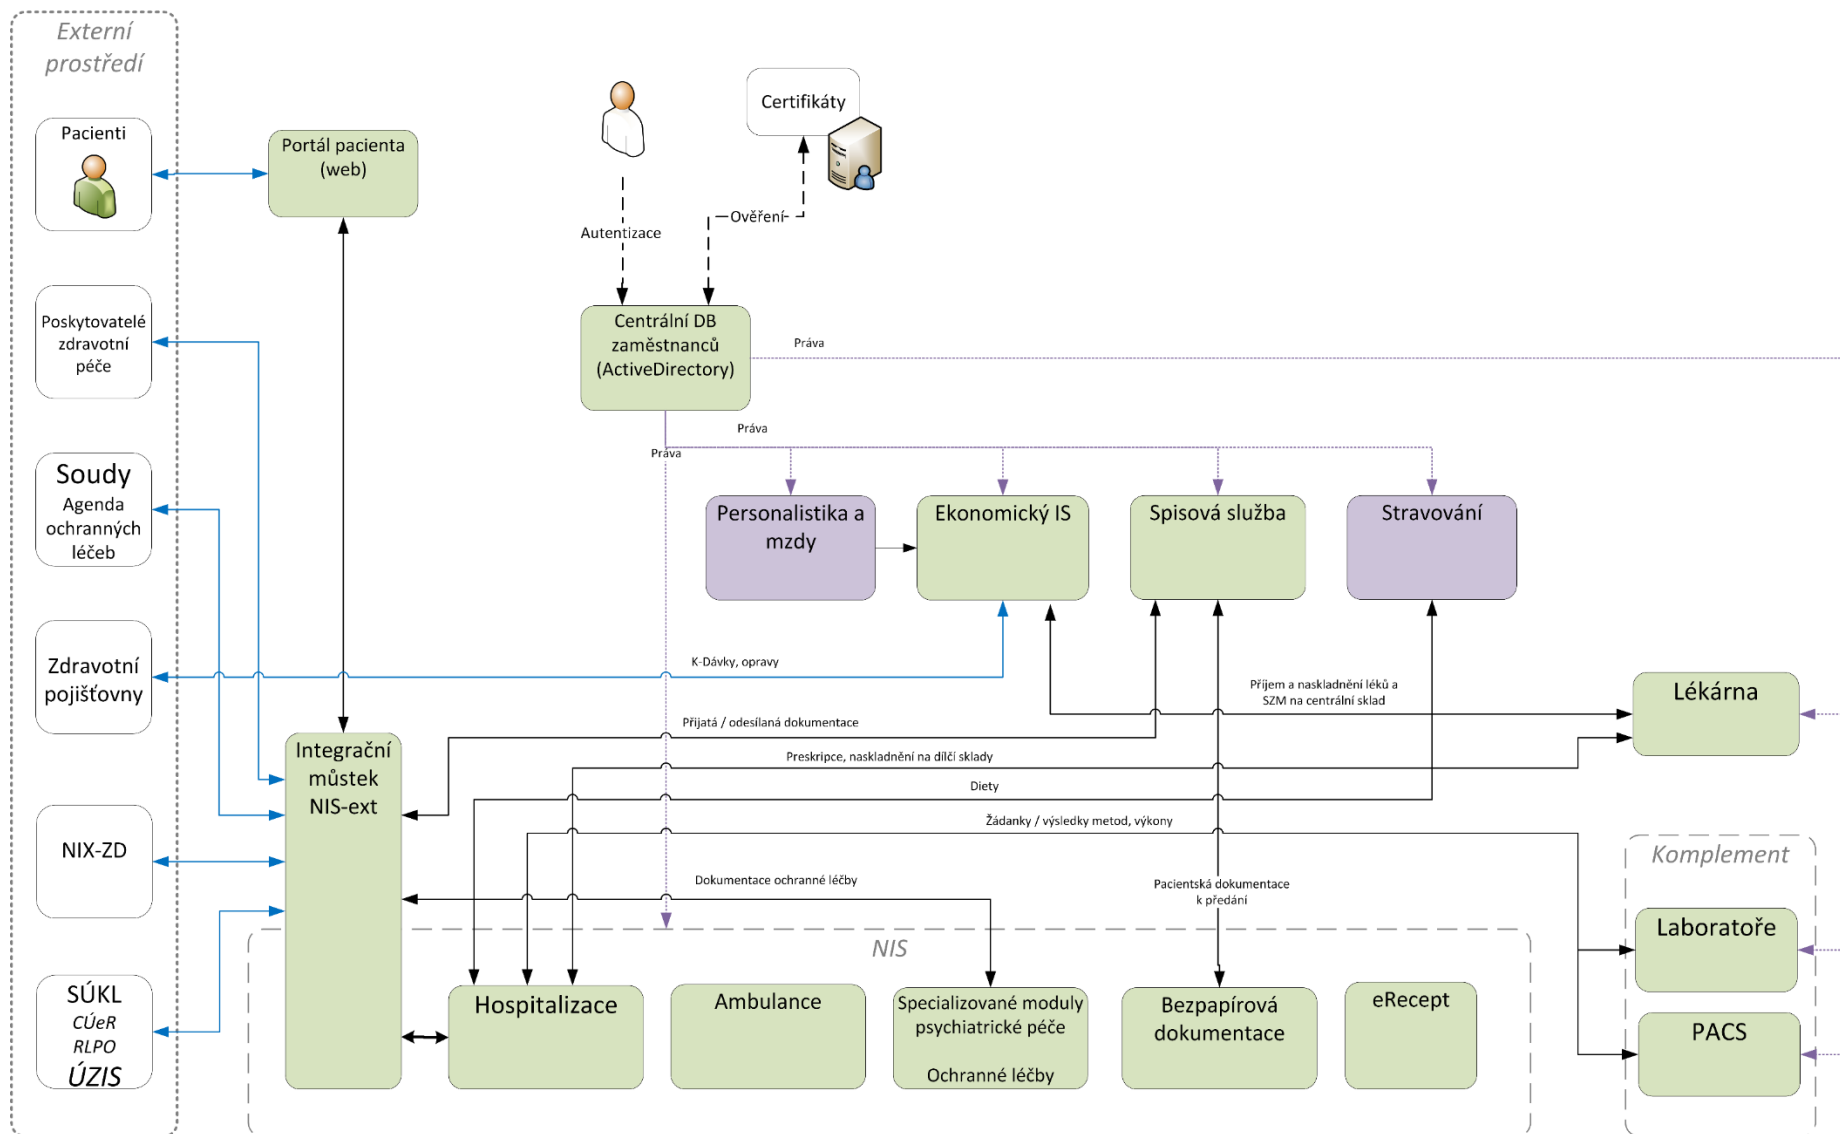 Externí
prostředí
Pacienti
Portál pacienta
(web)
Certifikáty
Autentizace
Ověření
Poskytovatelé
zdravotní
péče
Centrální DB
zaměstnanců
(ActiveDirectory)
Práva
Práva
Práva
Soudy
Agenda
ochranných
léčeb
Personalistika a
mzdy
Ekonomický IS
Spisová služba
Stravování
Zdravotní
pojišťovny
K-Dávky, opravy
Příjem a naskladnění léků a
SZM na centrální sklad
Lékárna
Přijatá / odesílaná dokumentace
Integrační
můstek
NIS-ext
Preskripce, naskladnění na dílčí sklady
Diety
Žádanky / výsledky metod, výkony
NIX-ZD
Komplement
Dokumentace ochranné léčby
Pacientská dokumentace
k předání
Laboratoře
NIS
SÚKL
CÚeR
RLPO
ÚZIS
Hospitalizace
Ambulance
Specializované moduly
psychiatrické péče
Ochranné léčby
Bezpapírová
dokumentace
eRecept
PACS